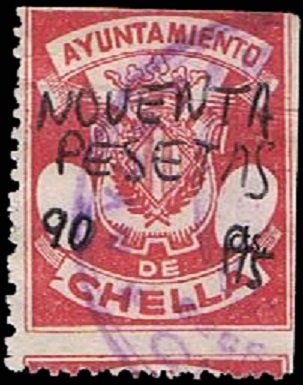 AYUNTAMIENTO
NOVENTA
PESETAS
90 Pts
DE
CHELLA